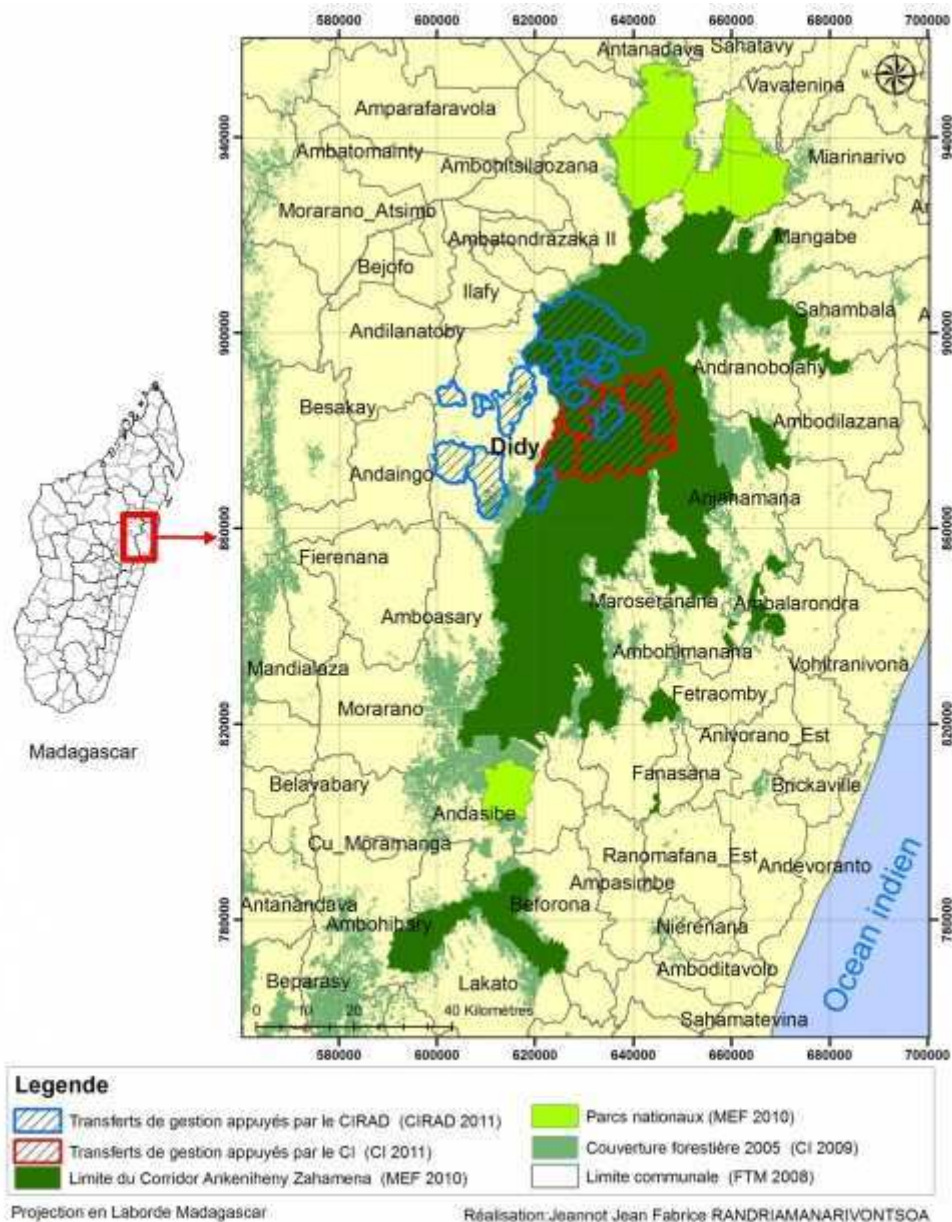 580000 600000 620000 640000 660000 680000 700000
Antanadava Sahatavy
Vavatenina
N
W E
S
Amparafaravola
940000 940000
Ambatomainty
Ambohitsilaozana
Miarinarivo
Morarano_Atsimo
Ambatondrazaka II
Mangabe
Bejofo
Ilafy
Sahambala
Andilanatoby
900000 900000
Andranobolahy
Besakay
Ambodilazana
Didy
Andaingo
Anjahamana
860000 860000
Fierenana
Maroseranana Ambalarondra
Amboasary
Ambohimanana
Mandialaza
Vohitranivona
Fetraomby
Morarano
820000 820000
Anivorano_Est
Madagascar
Fanasana
Belavabary
Brickaville
Andasibe
Cu_Moramanga
Ranomafana_Est
Andevoranto
Ampasimbe
Antanandava
Beforona
Ambohibary
780000 780000
Nierenana
Amboditavolo
Beparasy
Lakato
Ocean indien
0 10 20 40 Kilomètres
Sahamatevina
580000 600000 620000 640000 660000 680000 700000
Legende
Transferts de gestion appuyés par le CIRAD (CIRAD 2011)
Transferts de gestion appuyés par le CI (CI 2011)
Limite du Corridor Ankeniheny Zahamena (MEF 2010)
Parcs nationaux (MEF 2010)
Couverture forestière 2005 (CI 2009)
Limite communale (FTM 2008)
Projection en Laborde Madagascar
Réalisation:Jeannot Jean Fabrice RANDRIAMANARIVONTSOA